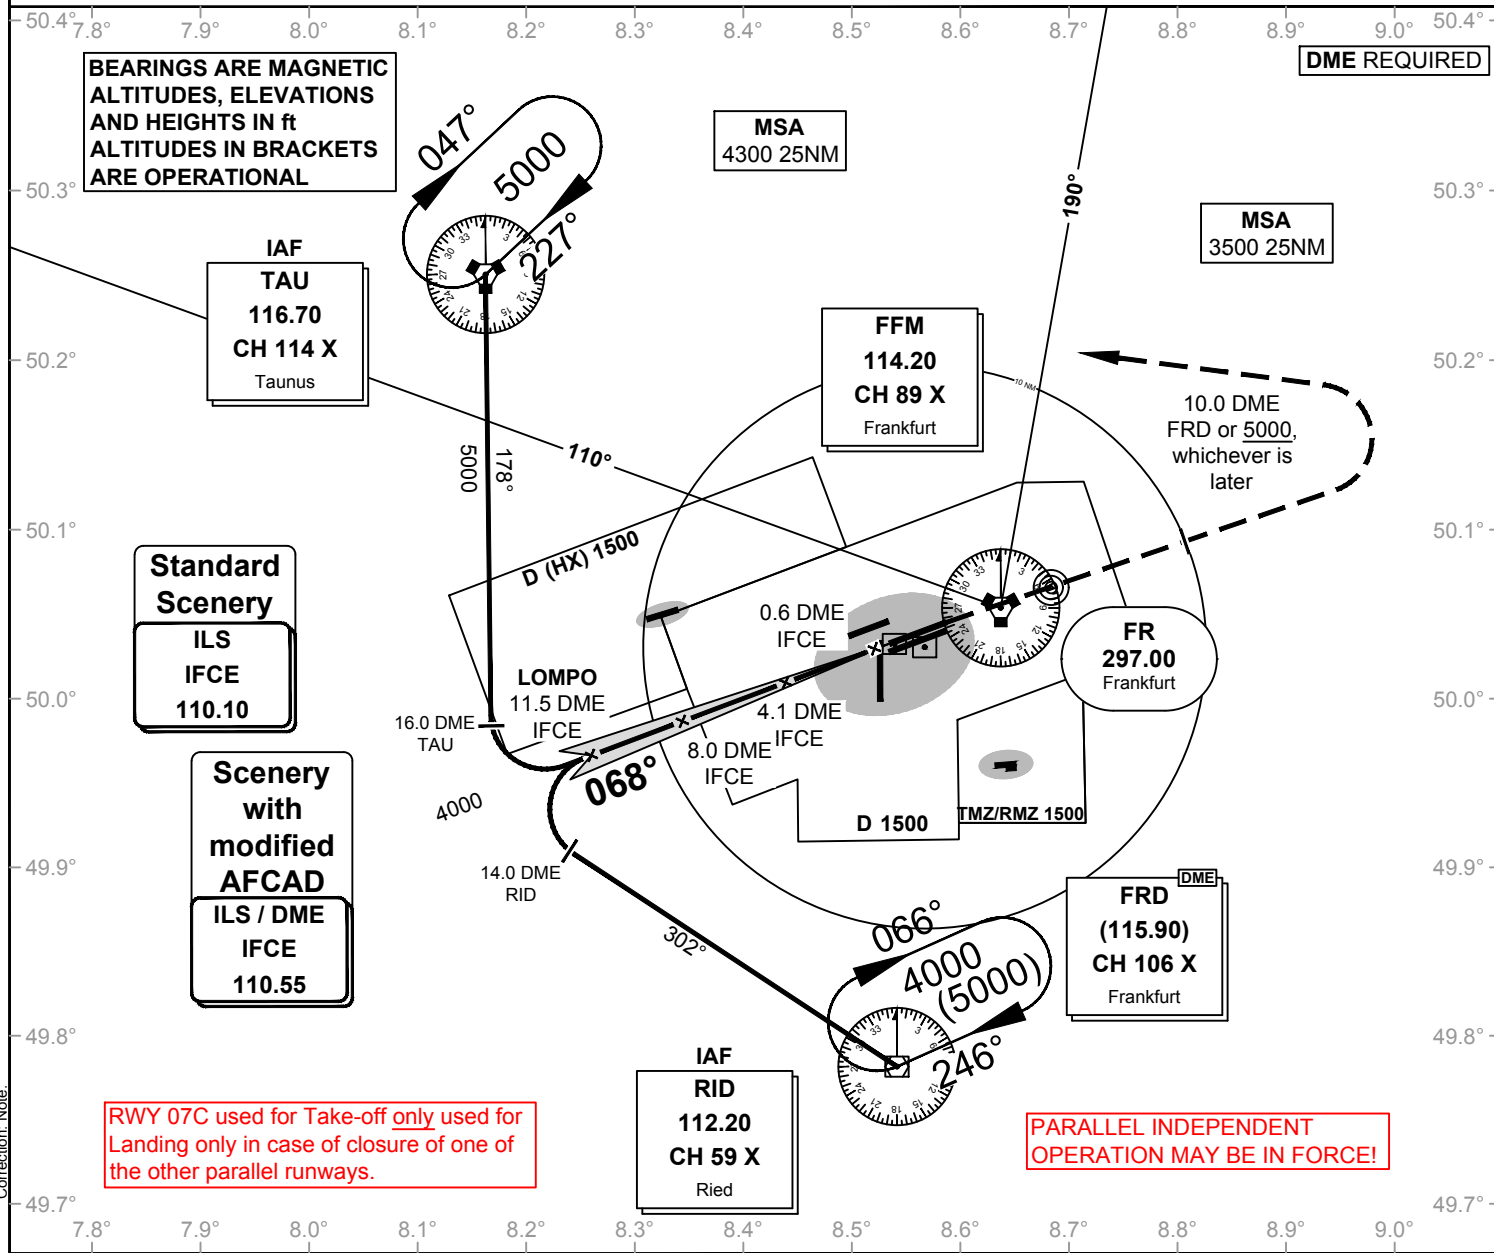 7.8° 7.9° 8.0° 8.1° 8.2° 8.3° 8.4° 8.5° 8.6° 8.7° 8.8° 8.9° 9.0°
50.4° 50.4°
BEARINGS ARE MAGNETIC
ALTITUDES, ELEVATIONS
AND HEIGHTS IN ft
ALTITUDES IN BRACKETS
ARE OPERATIONAL
DME REQUIRED
MSA
4300 25NM
MSA
3500 25NM
50.3° 50.3°
047°
5000
227°
190°
IAF
TAU
116.70
CH 114 X
Taunus
FFM
114.20
CH 89 X
Frankfurt
10 NM
50.2° 50.2°
10.0 DME
FRD or 5000,
whichever is
later
5000
178°
110°
50.1° 50.1°
D (HX) 1500
Standard
Scenery
ILS
IFCE
110.10
0.6 DME
IFCE
FR
297.00
Frankfurt
LOMPO
11.5 DME
IFCE
16.0 DME
TAU
4.1 DME
IFCE
8.0 DME
IFCE
50.0° 50.0°
068°
4000
Scenery
with
modified
AFCAD
ILS / DME
IFCE
110.55
D 1500
TMZ/RMZ 1500
49.9° 49.9°
14.0 DME
RID
302°
066°
4000
(5000)
246°
DME
FRD
(115.90)
CH 106 X
Frankfurt
49.8° 49.8°
IAF
RID
112.20
CH 59 X
Ried
RWY 07C used for Take-off only used for
Landing only in case of closure of one of
the other parallel runways.
PARALLEL INDEPENDENT
OPERATION MAY BE IN FORCE!
Correction: Note.
49.7° 49.7°
7.8° 7.9° 8.0° 8.1° 8.2° 8.3° 8.4° 8.5° 8.6° 8.7° 8.8° 8.9° 9.0°